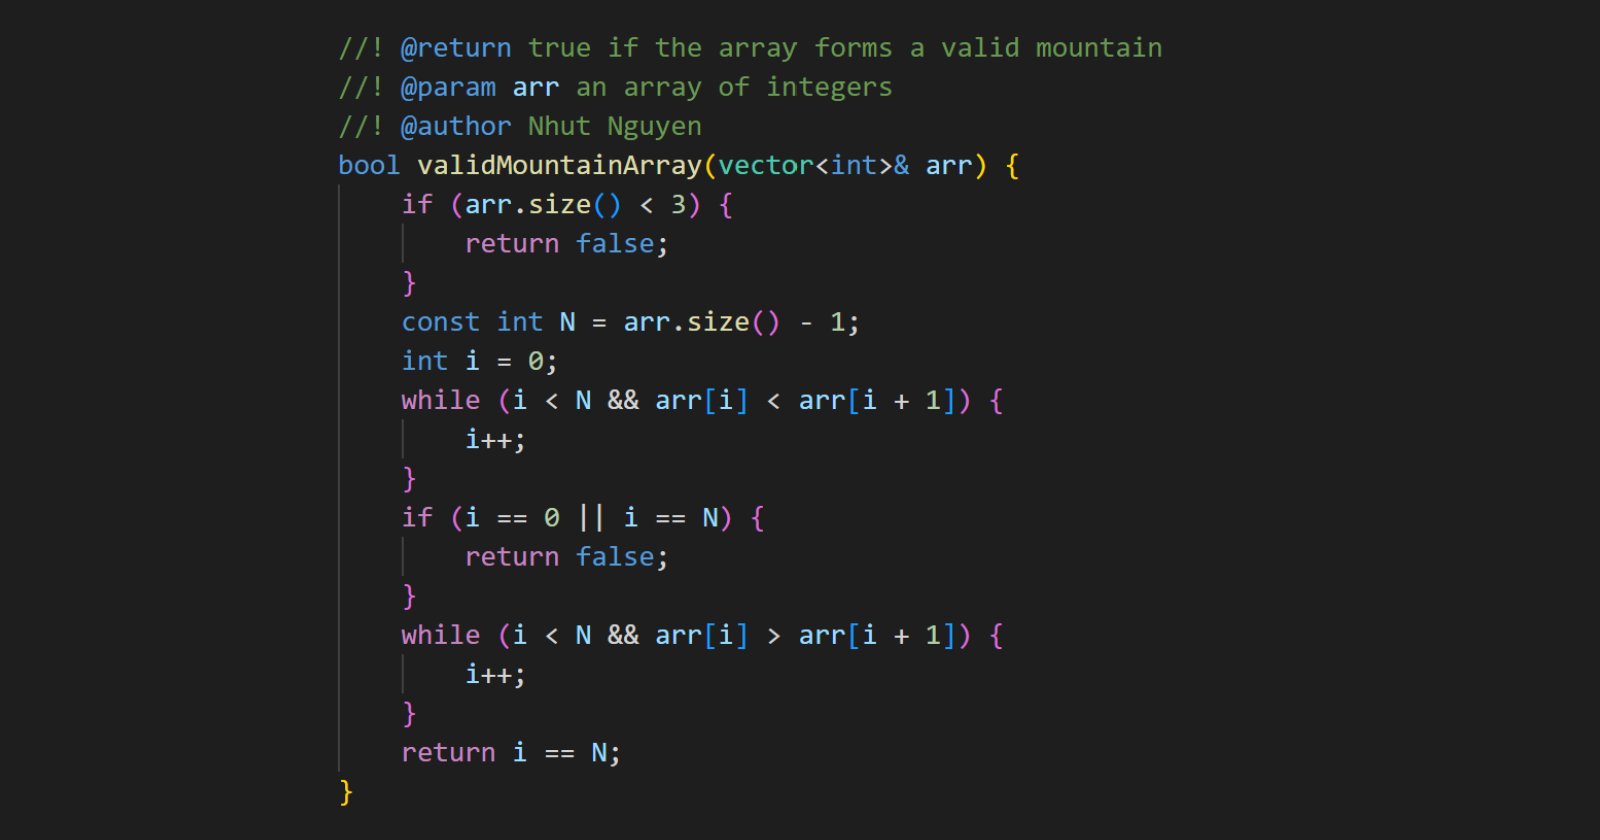 //! @return true if the array forms a valid mountain
//! @param arr an array of integers
//! @author Nhut Nguyen
bool validMountainArray(vector<int>& arr) {
    if (arr.size() < 3) {
        return false;
    }
    const int N = arr.size() - 1;
    int i = 0;
    while (i < N && arr[i] < arr[i + 1]) {
        i++;
    }
    if (i == 0 || i == N) {
        return false;
    }
    while (i < N && arr[i] > arr[i + 1]) {
        i++;
    }
    return i == N;
}